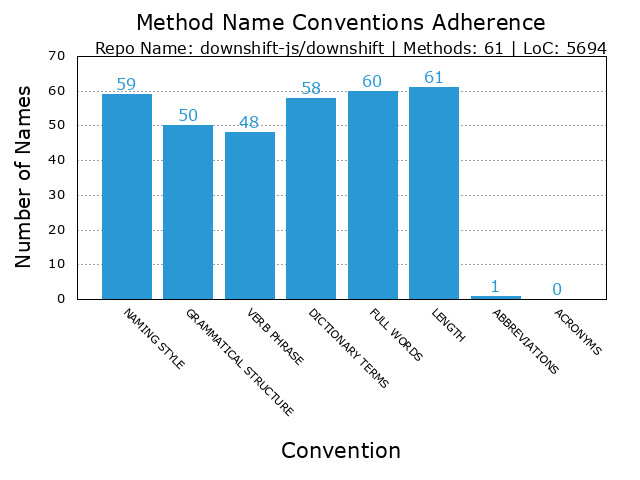 Method Name Conventions Adherence
Repo Name: downshift-js/downshift | Methods: 61 | LoC: 5694
Number of Names
70
60
50
40
30
20
10
0
59
50
48
58
60
61
1
0
NAMING STYLE
GRAMMATICAL STRUCTURE
VERB PHRASE
DICTIONARY TERMS
FULL WORDS
LENGTH
ABBREVIATIONS
ACRONYMS
Convention